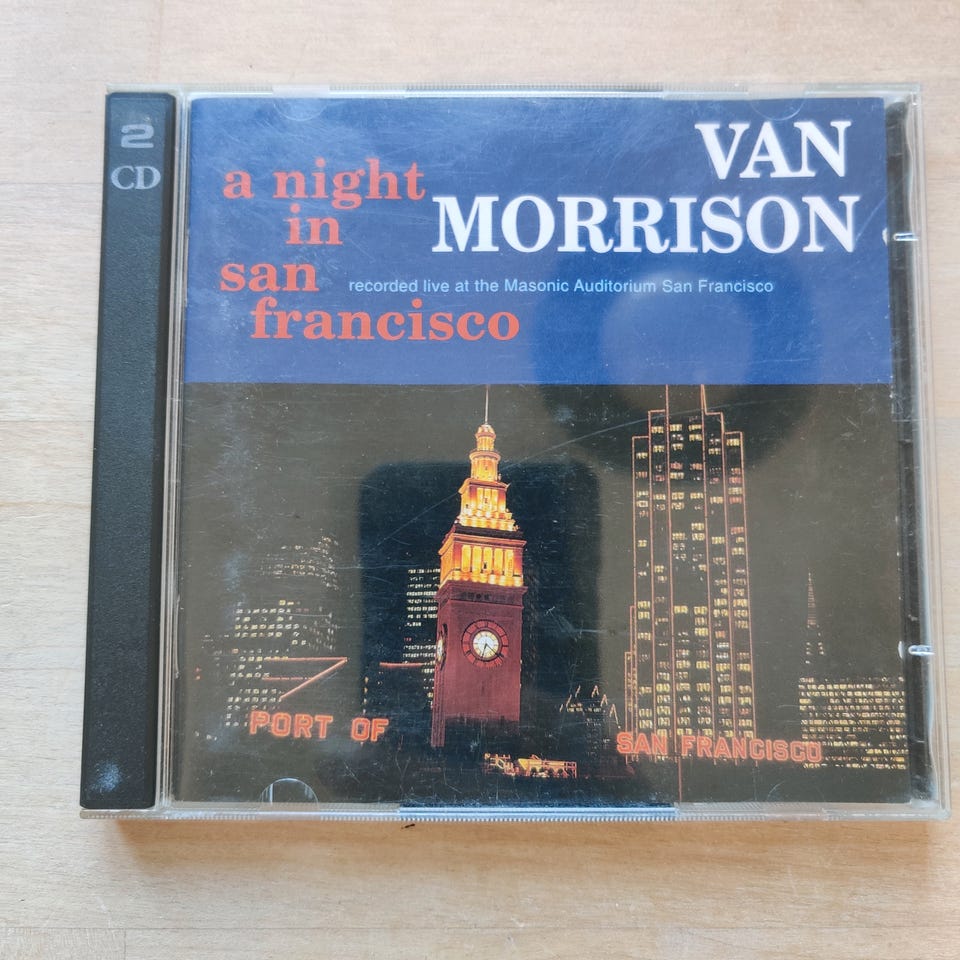 2
CD
a night
in
san
francisco
VAN
MORRISON
recorded live at the Masonic Auditorium San Francisco
PORT OF
SAN FRANCISCO